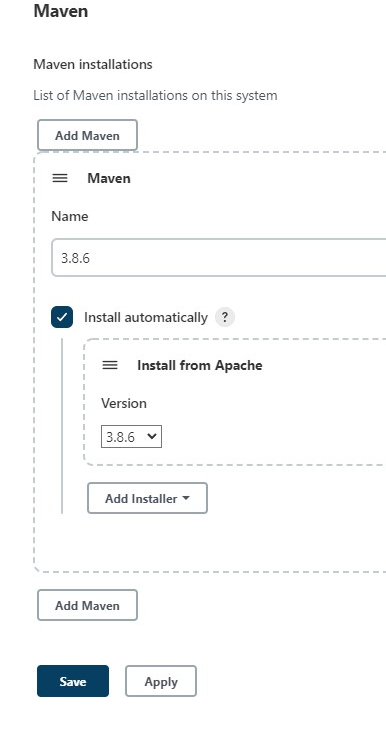 Maven
Maven installations
List of Maven installations on this system
Add Maven
Maven
Name
3.8.6
Install automatically ?
Install from Apache
Version
3.8.6
Add Installer
Add Maven
Save Apply